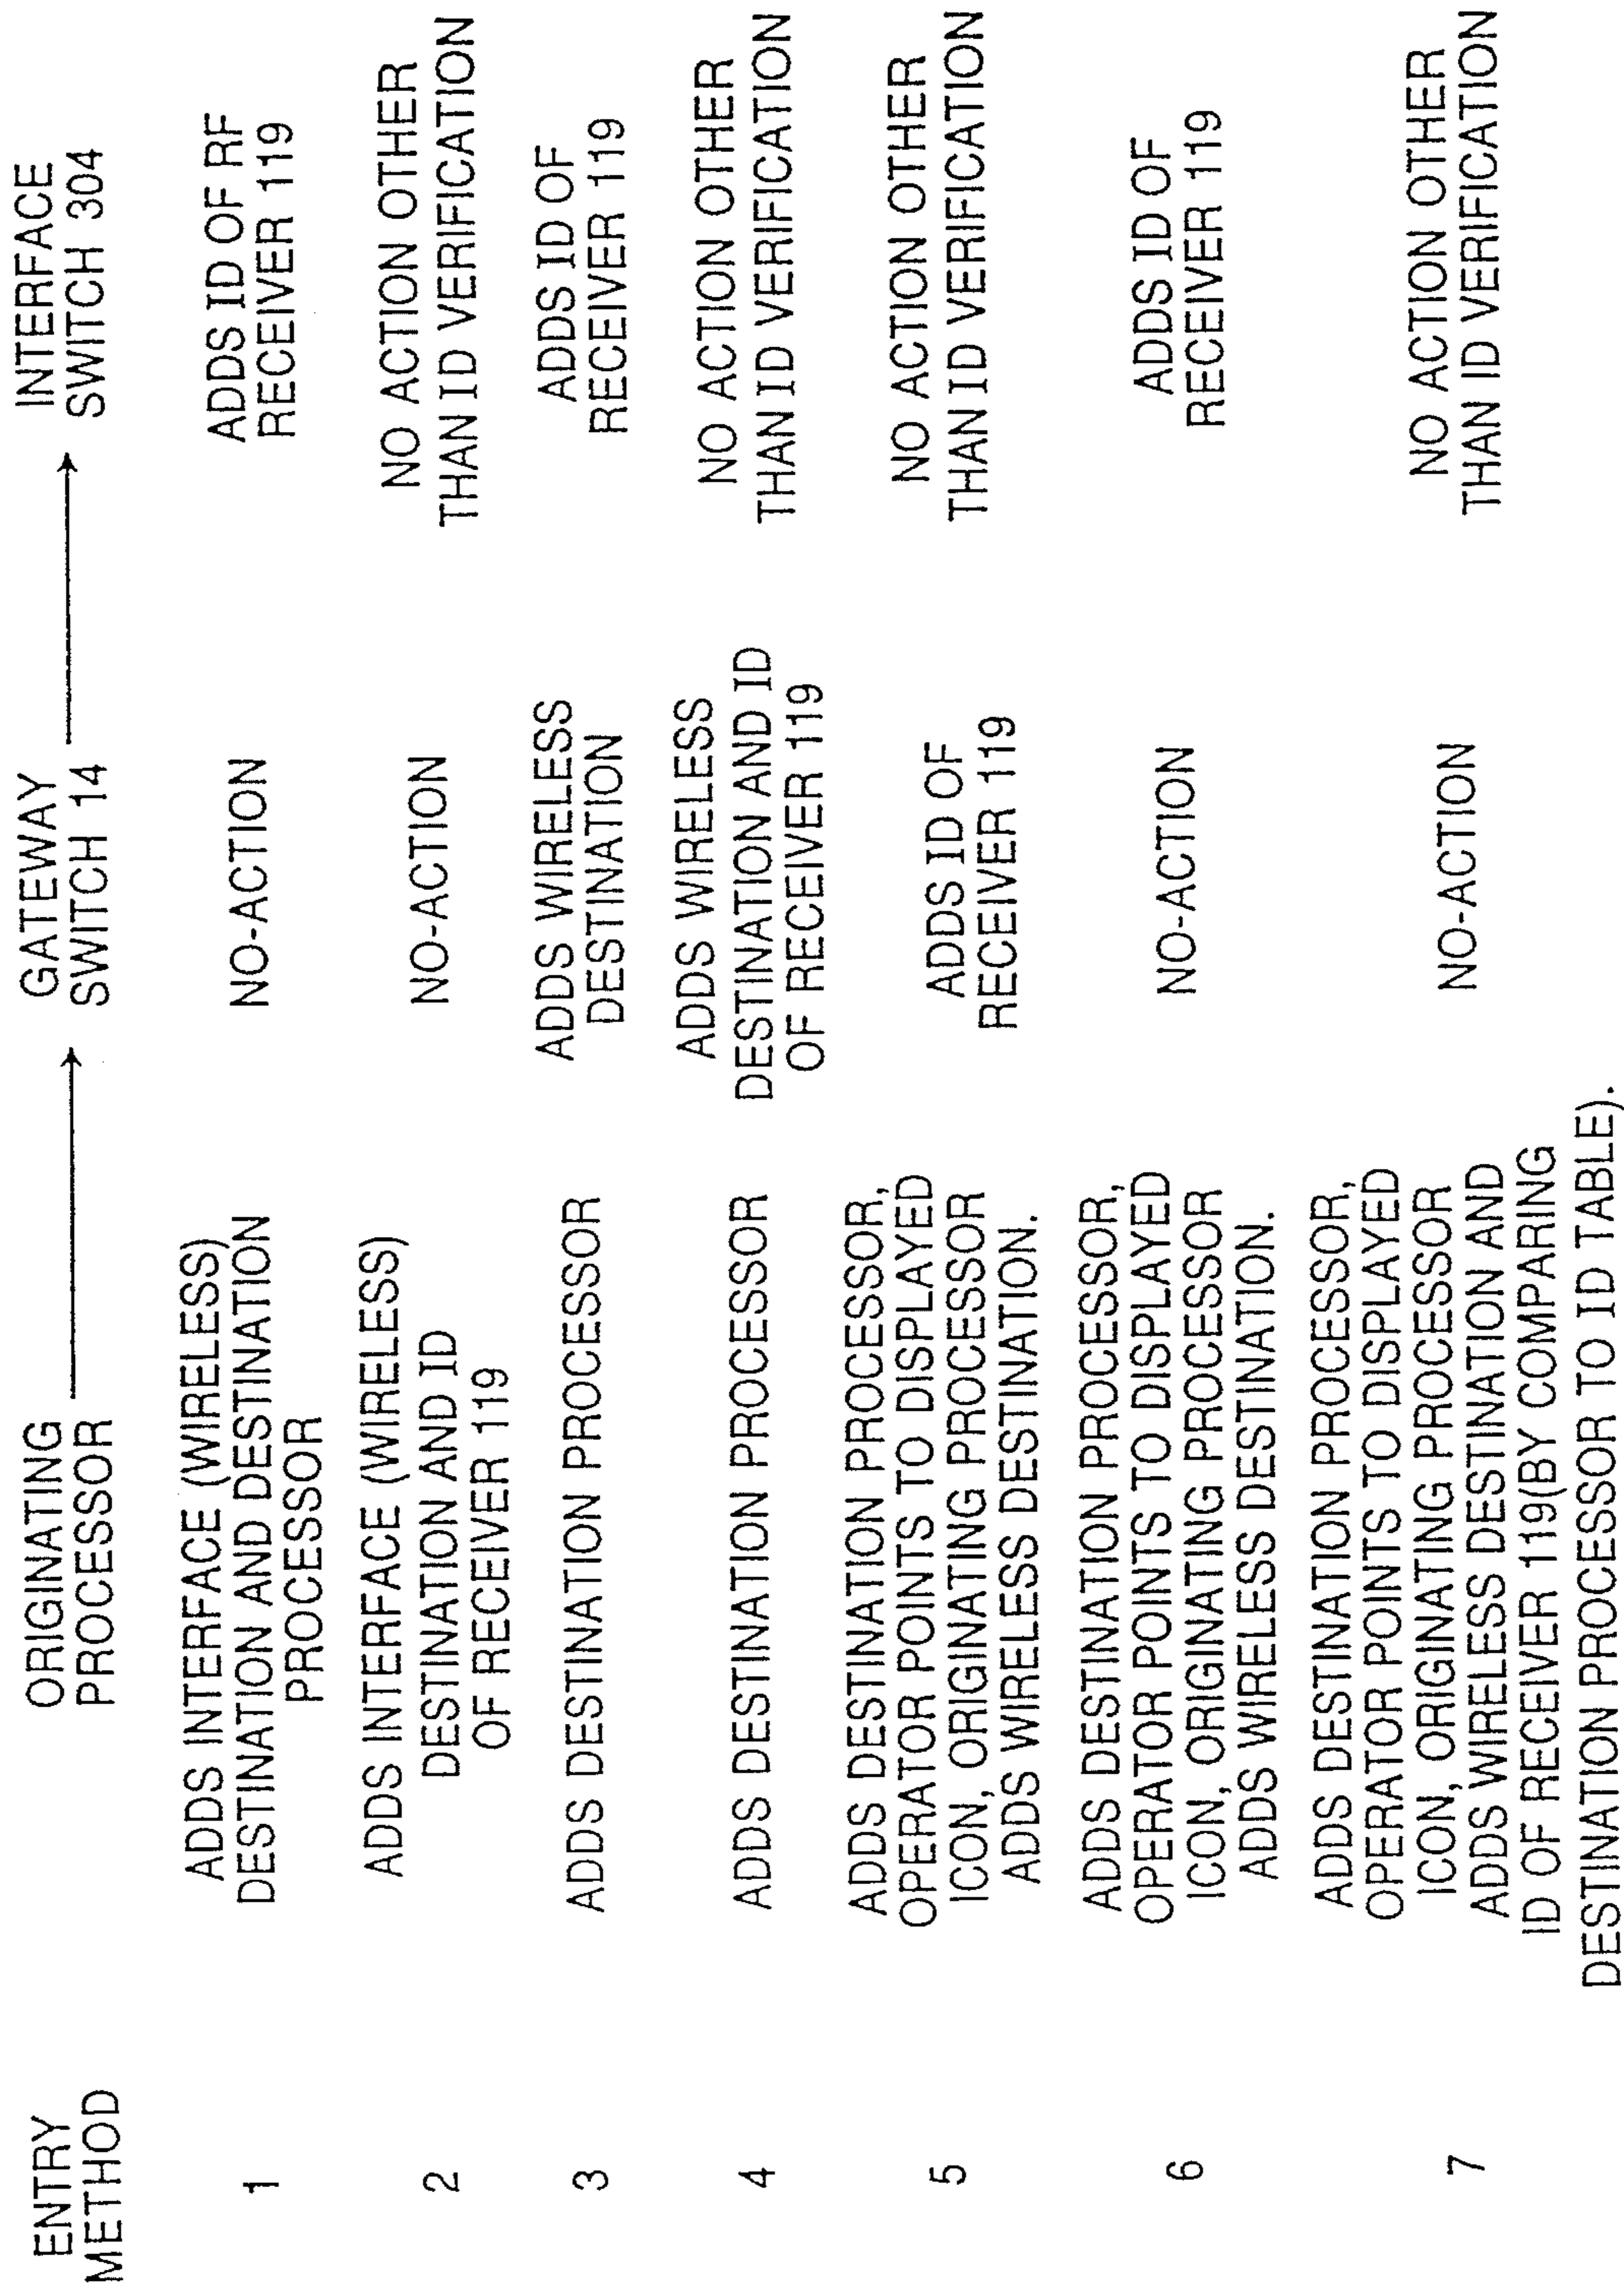 ENTRY
METHOD
ORIGINATING
PROCESSOR
GATEWAY
SWITCH 14
INTERFACE
SWITCH 304
1
ADDS INTERFACE (WIRELESS)
DESTINATION AND DESTINATION
PROCESSOR
NO-ACTION
ADDS ID OF RF
RECEIVER 119
2
ADDS INTERFACE (WIRELESS)
DESTINATION AND ID
OF RECEIVER 119
NO-ACTION
NO ACTION OTHER
THAN ID VERIFICATION
3
ADDS DESTINATION PROCESSOR
ADDS WIRELESS
DESTINATION
ADDS ID OF
RECEIVER 119
4
ADDS DESTINATION PROCESSOR
ADDS WIRELESS
DESTINATION AND ID
OF RECEIVER 119
NO ACTION OTHER
THAN ID VERIFICATION
5
ADDS DESTINATION PROCESSOR,
OPERATOR POINTS TO DISPLAYED
ICON, ORIGINATING PROCESSOR
ADDS WIRELESS DESTINATION.
ADDS ID OF
RECEIVER 119
NO ACTION OTHER
THAN ID VERIFICATION
6
ADDS DESTINATION PROCESSOR,
OPERATOR POINTS TO DISPLAYED
ICON, ORIGINATING PROCESSOR
ADDS WIRELESS DESTINATION.
NO-ACTION
ADDS ID OF
RECEIVER 119
7
ADDS DESTINATION PROCESSOR,
OPERATOR POINTS TO DISPLAYED
ICON, ORIGINATING PROCESSOR
ADDS WIRELESS DESTINATION AND
ID OF RECEIVER 119(BY COMPARING
DESTINATION PROCESSOR TO ID TABLE).
NO-ACTION
NO ACTION OTHER
THAN ID VERIFICATION